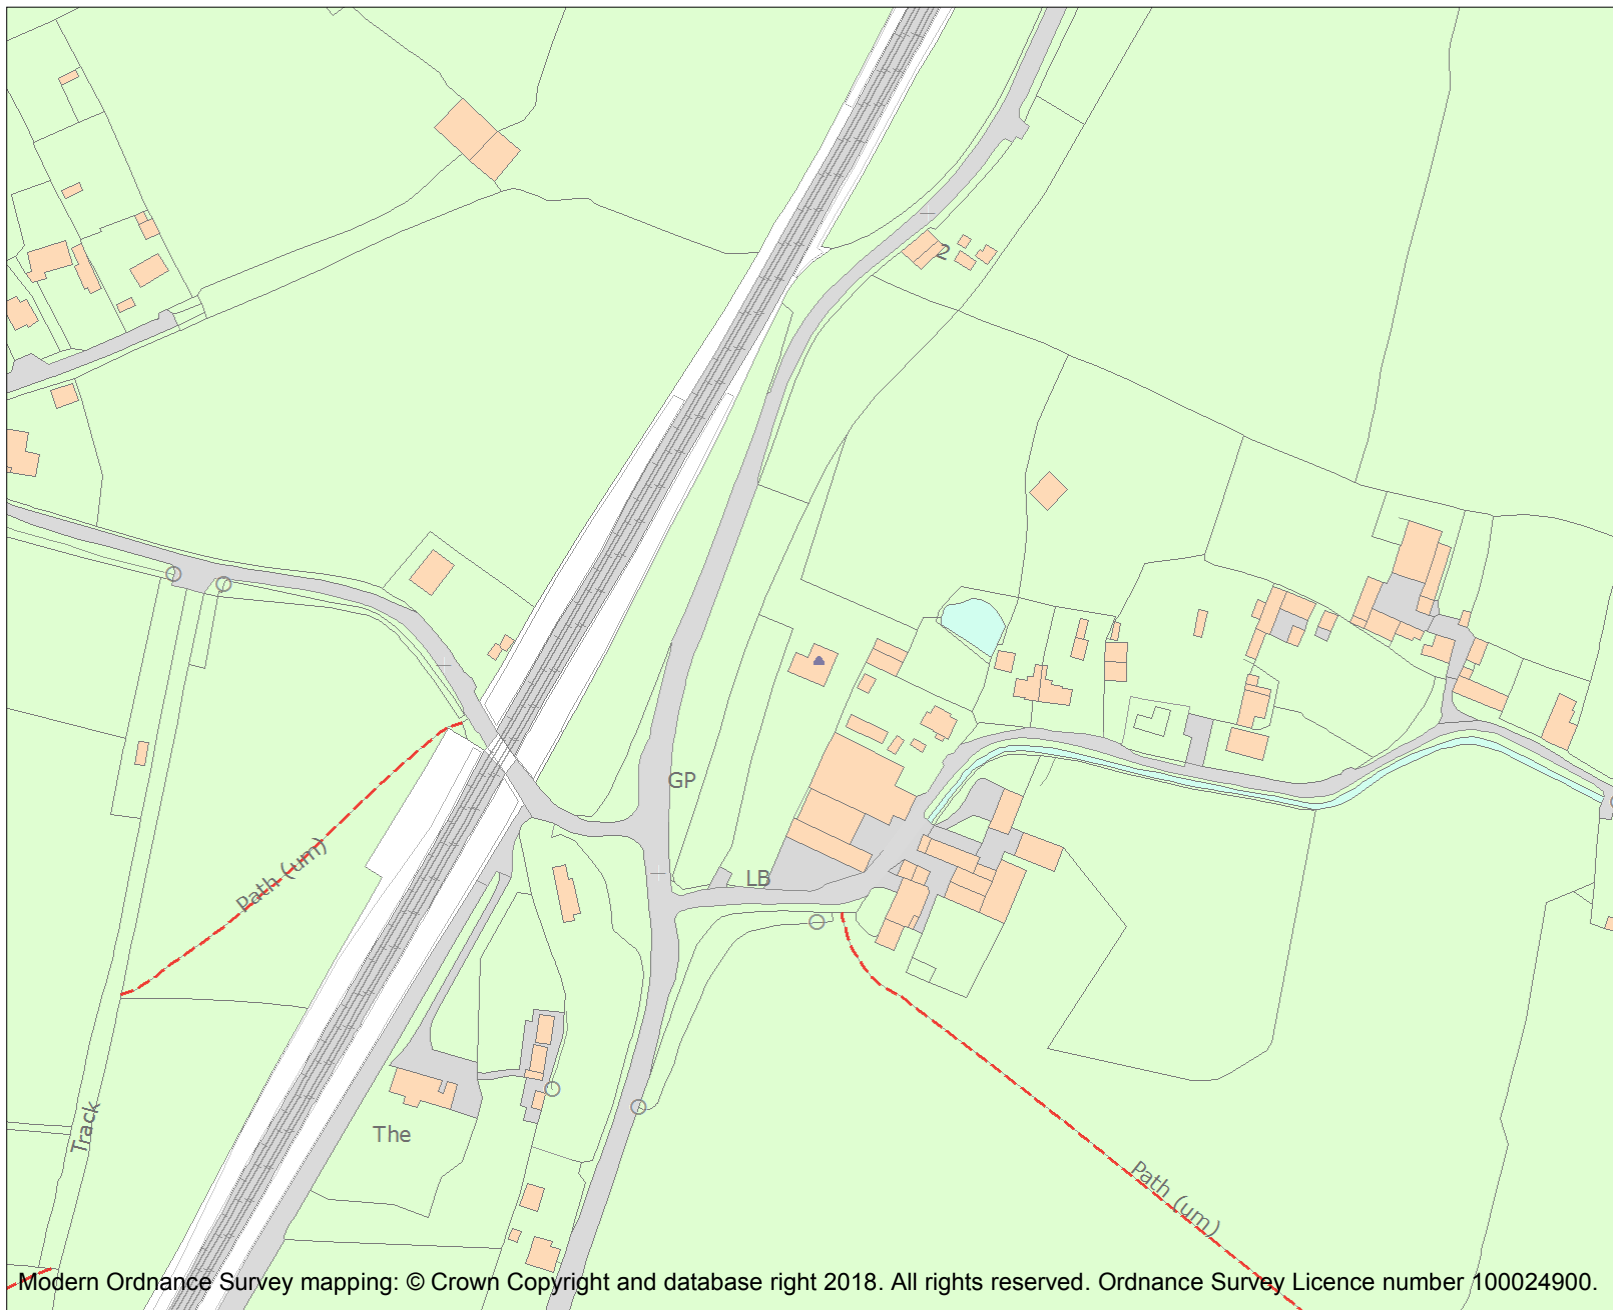 2
GP
Path (um)
LB
Track
The
Path (um)
Modern Ordnance Survey mapping: © Crown Copyright and database right 2018. All rights reserved. Ordnance Survey Licence number 100024900.